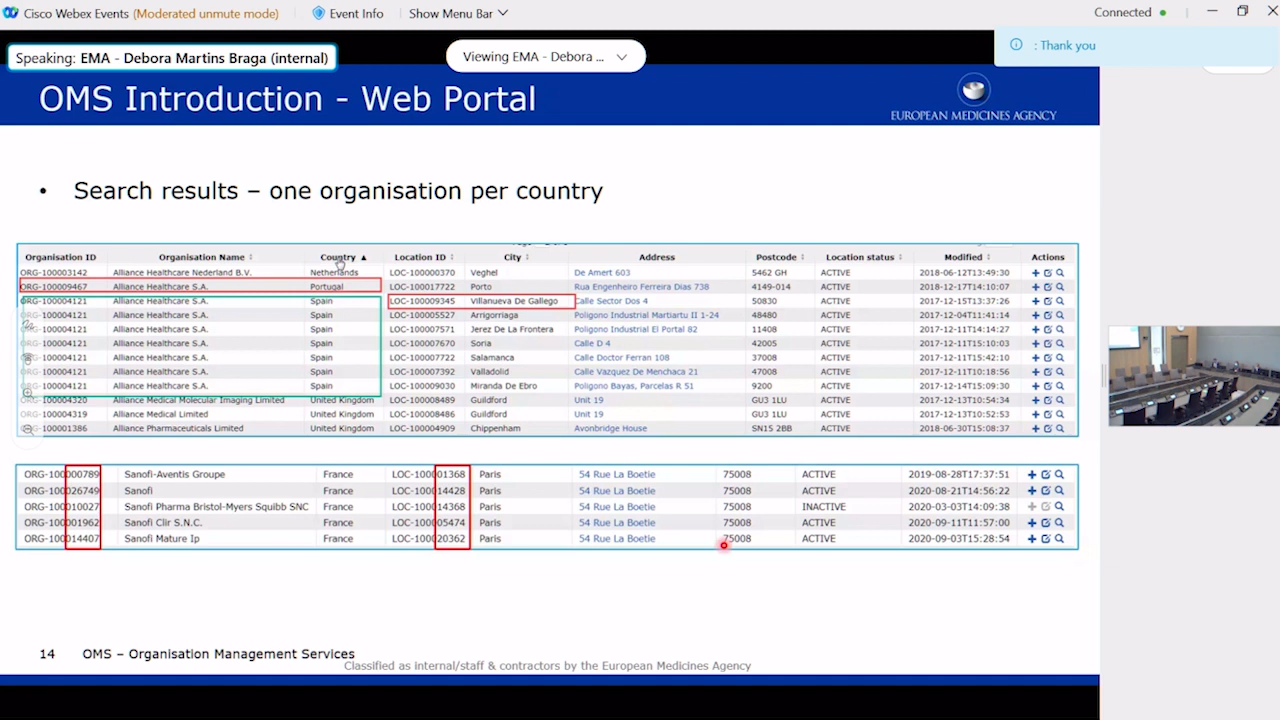 Cisco Webex Events (Moderated unmute mode) Event Info Show Menu Bar Connected
Speaking: EMA - Debora Martins Braga (internal) Viewing EMA - Debora ... : Thank you
OMS Introduction - Web Portal
EUROPEAN MEDICINES AGENCY
• Search results – one organisation per country
Organisation ID Organisation Name Country ▲ Location ID City Address Postcode Location status Modified Actions
ORG-100003142 Alliance Healthcare Nederland B.V. Netherlands LOC-100000370 Veghel De Amert 603 5462 GH ACTIVE 2018-06-12T13:49:30
ORG-100009467 Alliance Healthcare S.A. Portugal LOC-100017722 Porto Rua Engenheiro Ferreira Dias 738 4149-014 ACTIVE 2018-12-17T14:10:07
ORG-100004121 Alliance Healthcare S.A. Spain LOC-100009345 Villanueva De Gallego Calle Sector Dos 4 50830 ACTIVE 2017-12-15T13:37:26
ORG-100004121 Alliance Healthcare S.A. Spain LOC-100005527 Arrigorriaga Poligono Industrial Martiartu II 1-24 48480 ACTIVE 2017-12-04T11:41:14
ORG-100004121 Alliance Healthcare S.A. Spain LOC-100007571 Jerez De La Frontera Poligono Industrial El Portal 82 11408 ACTIVE 2017-12-11T14:14:27
ORG-100004121 Alliance Healthcare S.A. Spain LOC-100007670 Soria Calle D 4 42005 ACTIVE 2017-12-11T15:10:03
ORG-100004121 Alliance Healthcare S.A. Spain LOC-100007722 Salamanca Calle Doctor Ferran 108 37008 ACTIVE 2017-12-11T15:42:10
ORG-100004121 Alliance Healthcare S.A. Spain LOC-100007392 Valladolid Calle Vazquez De Menchaca 21 47008 ACTIVE 2017-12-11T10:18:56
ORG-100004121 Alliance Healthcare S.A. Spain LOC-100009030 Miranda De Ebro Poligono Bayas, Parcelas R 51 9200 ACTIVE 2017-12-14T15:09:30
ORG-100004320 Alliance Medical Molecular Imaging Limited United Kingdom LOC-100008489 Guildford Unit 19 GU3 1LU ACTIVE 2017-12-13T10:54:34
ORG-100004319 Alliance Medical Limited United Kingdom LOC-100008486 Guildford Unit 19 GU3 1LU ACTIVE 2017-12-13T10:52:53
ORG-100001386 Alliance Pharmaceuticals Limited United Kingdom LOC-100004909 Chippenham Avonbridge House SN15 2BB ACTIVE 2018-06-30T15:08:37
ORG-100000789 Sanofi-Aventis Groupe France LOC-100001368 Paris 54 Rue La Boetie 75008 ACTIVE 2019-08-28T17:37:51
ORG-100026749 Sanofi France LOC-100014428 Paris 54 Rue La Boetie 75008 ACTIVE 2020-08-21T14:56:22
ORG-100010027 Sanofi Pharma Bristol-Myers Squibb SNC France LOC-100014368 Paris 54 Rue La Boetie 75008 INACTIVE 2020-03-03T14:09:38
ORG-100001962 Sanofi Clir S.N.C. France LOC-100005474 Paris 54 Rue La Boetie 75008 ACTIVE 2020-09-11T11:57:00
ORG-100014407 Sanofi Mature Ip France LOC-100020362 Paris 54 Rue La Boetie 75008 ACTIVE 2020-09-03T15:28:54
14 OMS – Organisation Management Services
Classified as internal/staff & contractors by the European Medicines Agency